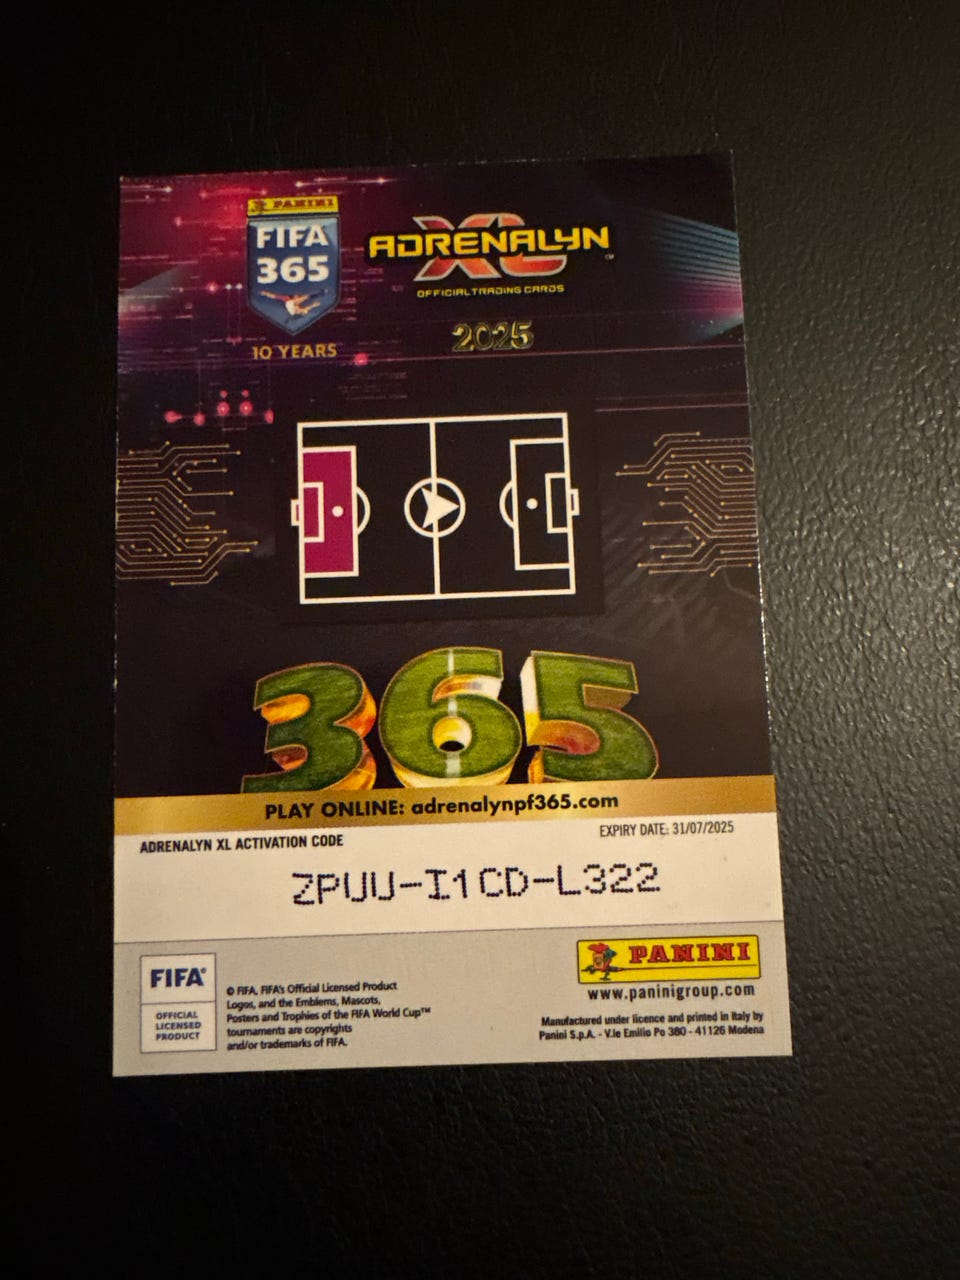 PANINI
FIFA
365
10 YEARS
ADRENALYN
XL
™
OFFICIAL TRADING CARDS
2025
365
PLAY ONLINE: adrenalynpf365.com
ADRENALYN XL ACTIVATION CODE
EXPIRY DATE: 31/07/2025
ZPUU-I1CD-L322
FIFA®
OFFICIAL
LICENSED
PRODUCT
© FIFA, FIFA's Official Licensed Product
Logos, and the Emblems, Mascots,
Posters and Trophies of the FIFA World Cup™
tournaments are copyrights
and/or trademarks of FIFA.
PANINI
www.paninigroup.com
Manufactured under licence and printed in Italy by
Panini S.p.A. - V.le Emilio Po 380 - 41126 Modena